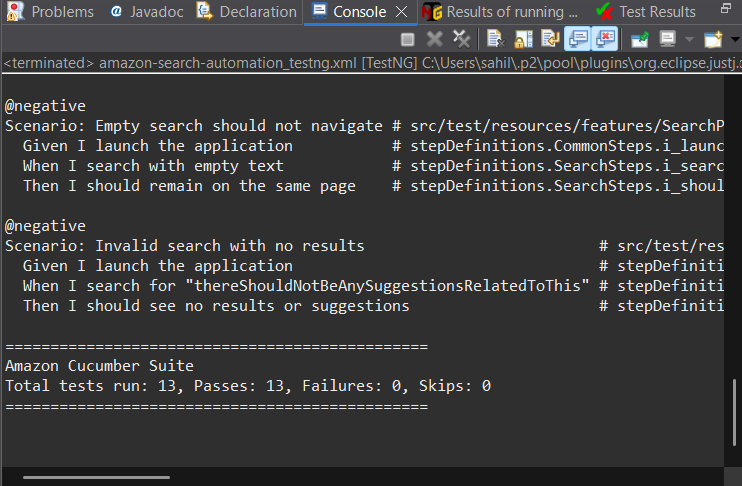 Problems @ Javadoc Declaration Console Results of running ... Test Results
<terminated> amazon-search-automation_testng.xml [TestNG] C:\Users\sahil\.p2\pool\plugins\org.eclipse.justj.
@negative
Scenario: Empty search should not navigate # src/test/resources/features/SearchP
  Given I launch the application           # stepDefinitions.CommonSteps.i_launc
  When I search with empty text            # stepDefinitions.SearchSteps.i_searc
  Then I should remain on the same page    # stepDefinitions.SearchSteps.i_shoul
@negative
Scenario: Invalid search with no results                          # src/test/res
  Given I launch the application                                  # stepDefiniti
  When I search for "thereShouldNotBeAnySuggestionsRelatedToThis" # stepDefiniti
  Then I should see no results or suggestions                     # stepDefiniti
===============================================
Amazon Cucumber Suite
Total tests run: 13, Passes: 13, Failures: 0, Skips: 0
===============================================